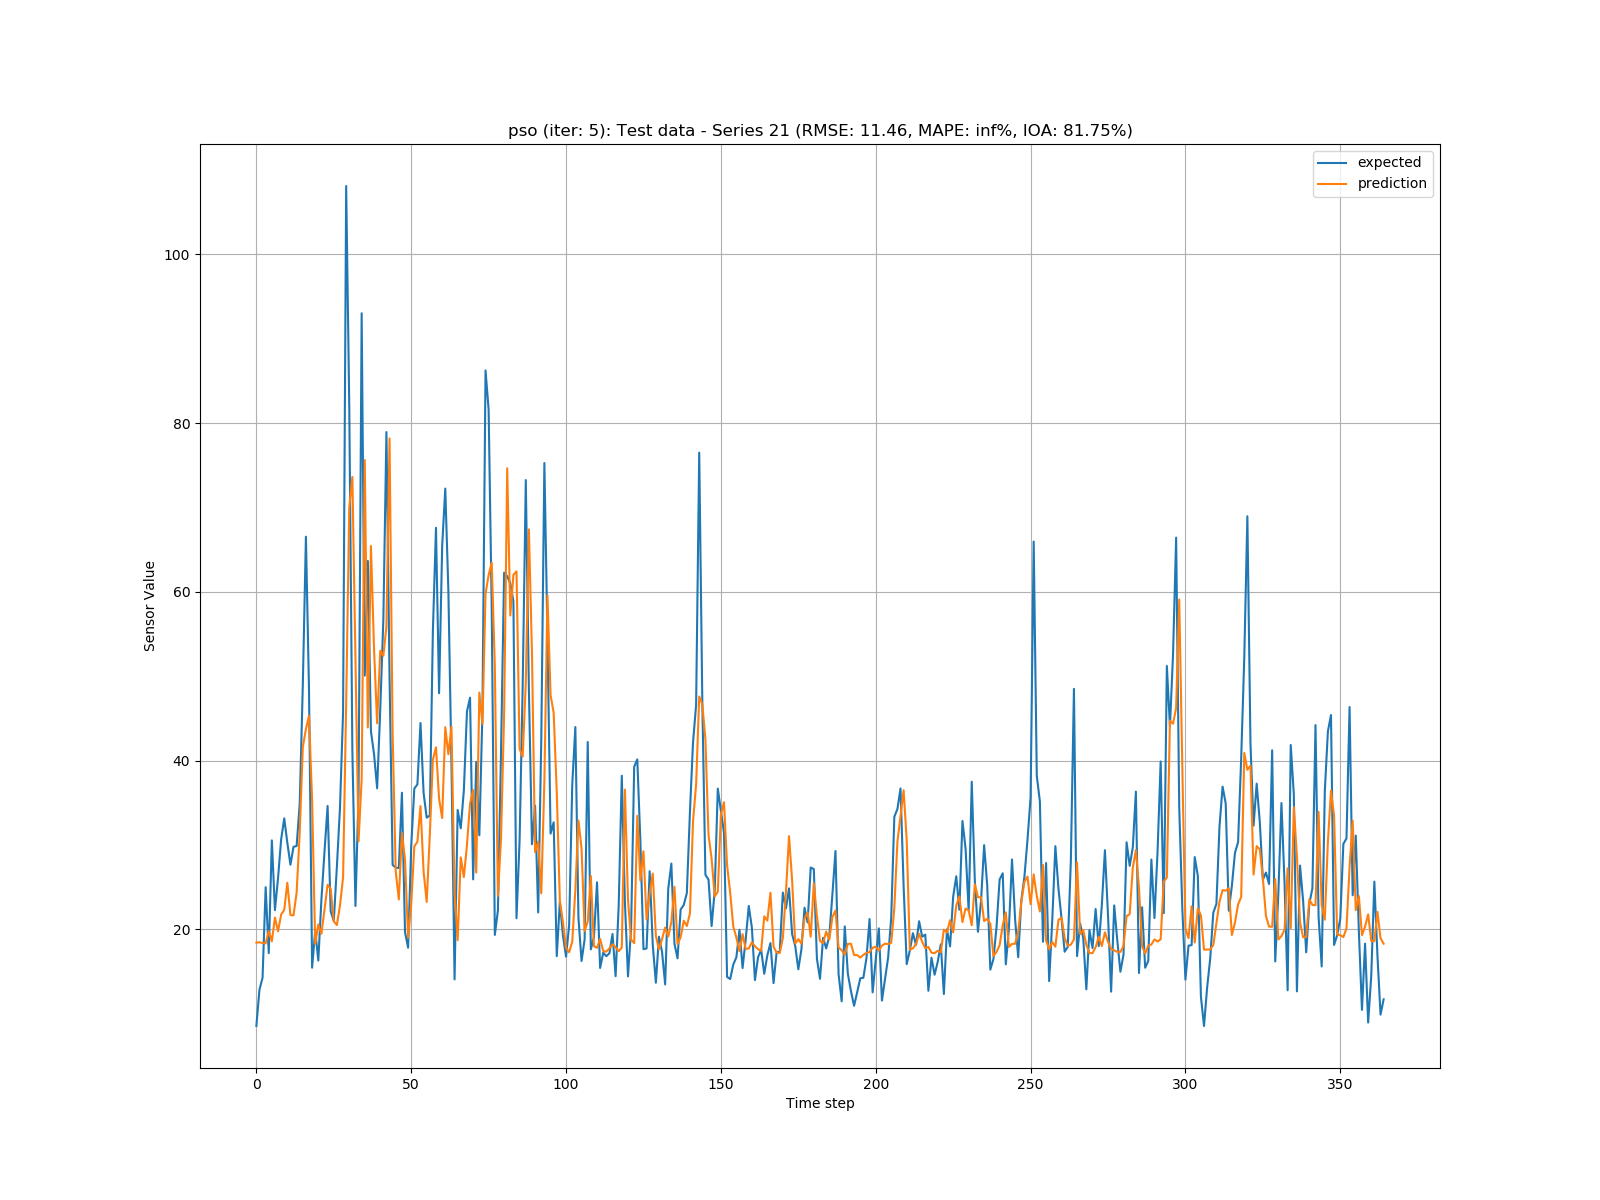 pso (iter: 5): Test data - Series 21 (RMSE: 11.46, MAPE: inf%, IOA: 81.75%)
expected
prediction
100
80
60
40
20
Sensor Value
0 50 100 150 200 250 300 350
Time step